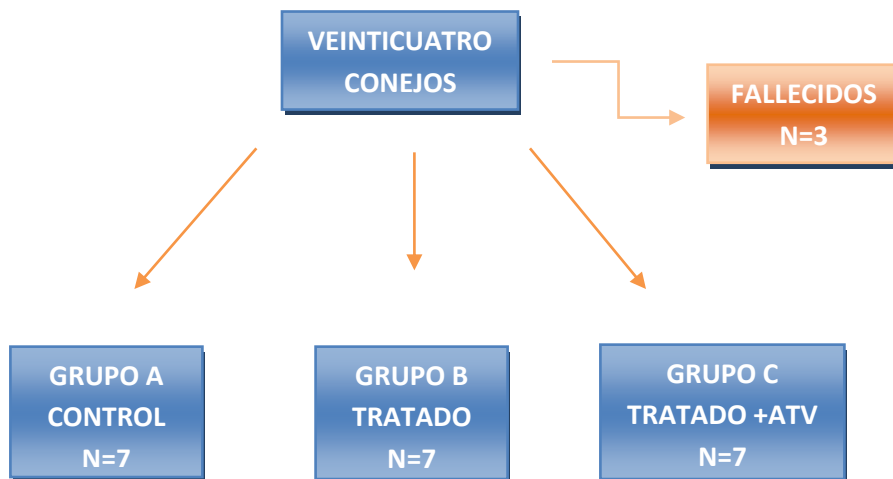 VEINTICUATRO
CONEJOS
FALLECIDOS
N=3
GRUPO A
CONTROL
N=7
GRUPO B
TRATADO
N=7
GRUPO C
TRATADO +ATV
N=7